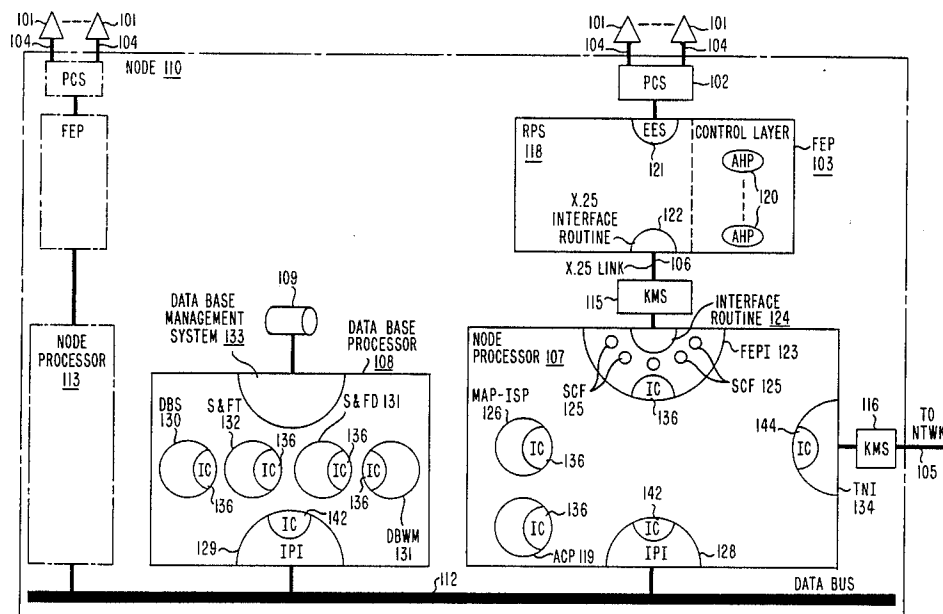 101 101
104 104
NODE 110
PCS
FEP
NODE
PROCESSOR
113
101 101
104 104
PCS 102
RPS
118
EES
121
CONTROL LAYER
AHP
120
AHP
FEP
103
X.25
INTERFACE
ROUTINE
122
X.25 LINK 106
115 KMS
INTERFACE
ROUTINE 124
109
DATA BASE
MANAGEMENT
SYSTEM 133
DATA BASE
PROCESSOR
108
DBS
130
S&FT
132
S&FD 131
136
136
IC IC IC IC
136
136
DBWM
131
142
IC
IPI
129
NODE
PROCESSOR 107
FEPI 123
SCF
125
SCF 125
IC
136
MAP-ISP
126
IC
136
136
IC
ACP 119
142
IC
IPI
128
144
IC
116
KMS
TO
NTWK
105
TNI
134
112
DATA BUS